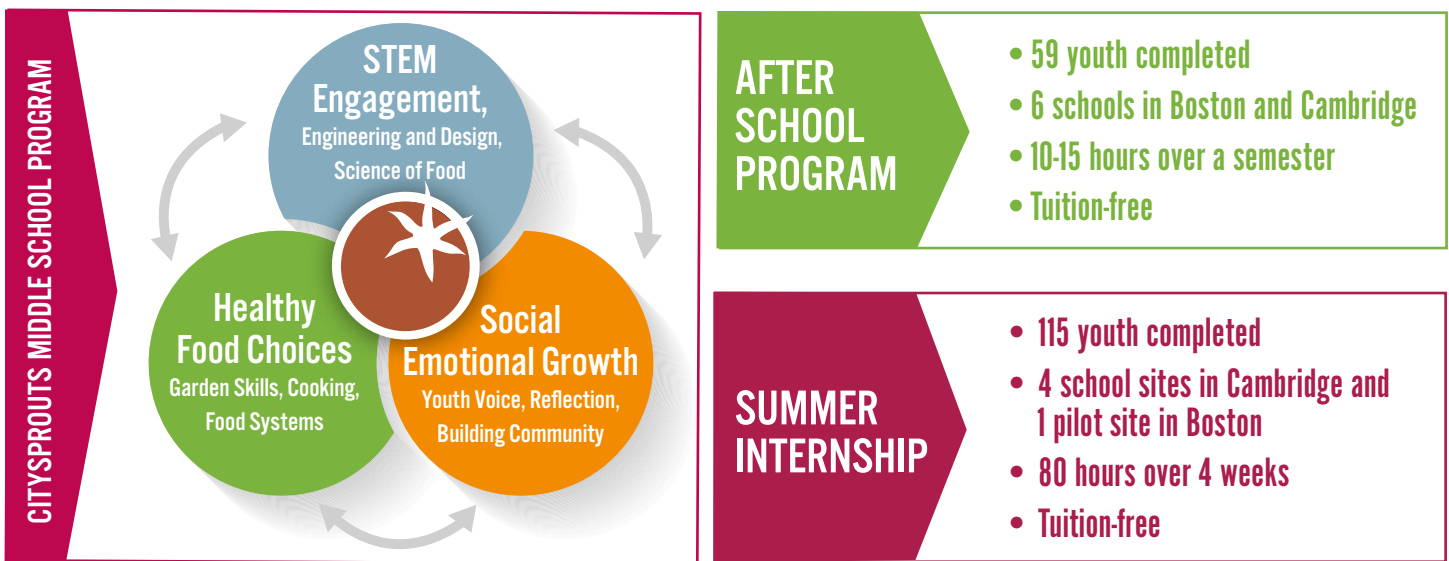 CITYSPROUTS MIDDLE SCHOOL PROGRAM
STEM
Engagement,
Engineering and Design,
Science of Food
Healthy
Food Choices
Garden Skills, Cooking,
Food Systems
Social
Emotional Growth
Youth Voice, Reflection,
Building Community
AFTER
SCHOOL
PROGRAM
• 59 youth completed
• 6 schools in Boston and Cambridge
• 10-15 hours over a semester
• Tuition-free
SUMMER
INTERNSHIP
• 115 youth completed
• 4 school sites in Cambridge and
1 pilot site in Boston
• 80 hours over 4 weeks
• Tuition-free